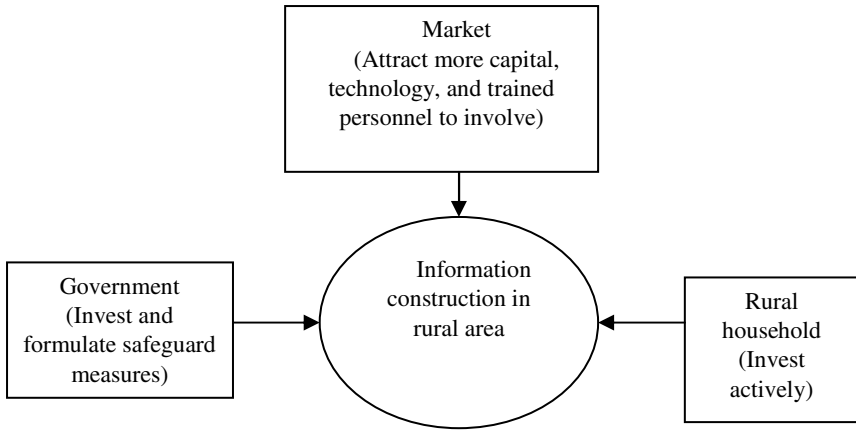 Market
(Attract more capital,
technology, and trained
personnel to involve)
Government
(Invest and
formulate safeguard
measures)
Information
construction in
rural area
Rural
household
(Invest
actively)